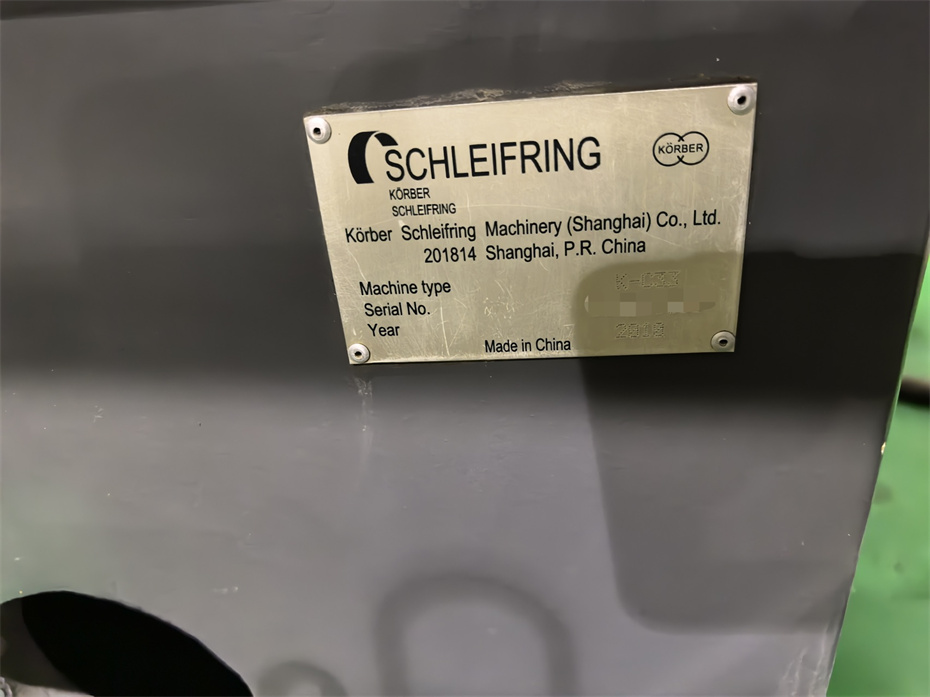 SCHLEIFRING
KÖRBER
KÖRBER
SCHLEIFRING
Körber Schleifring Machinery (Shanghai) Co., Ltd.
201814 Shanghai, P.R. China
Machine type
Serial No.
Year
Made in China